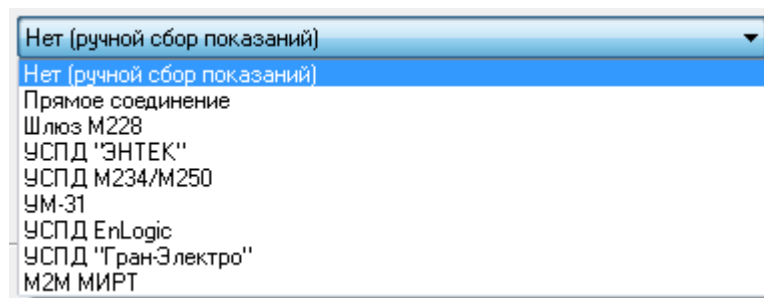 Нет (ручной сбор показаний)
Нет (ручной сбор показаний)
Прямое соединение
Шлюз М228
УСПД "ЭНТЕК"
УСПД М234/М250
УМ-31
УСПД EnLogic
УСПД "Гран-Электро"
М2М МИРТ